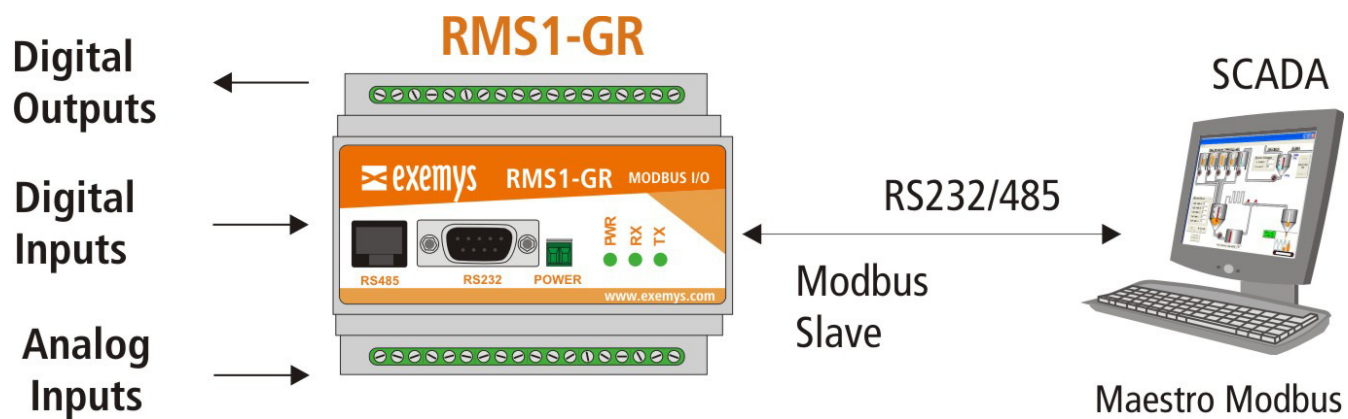 RMS1-GR
Digital
Outputs
SCADA
exemys RMS1-GR MODBUS I/O
Digital
Inputs
RS232/485
PWR RX TX
RS485 RS232 POWER
www.exemys.com
Modbus
Slave
Analog
Inputs
Maestro Modbus